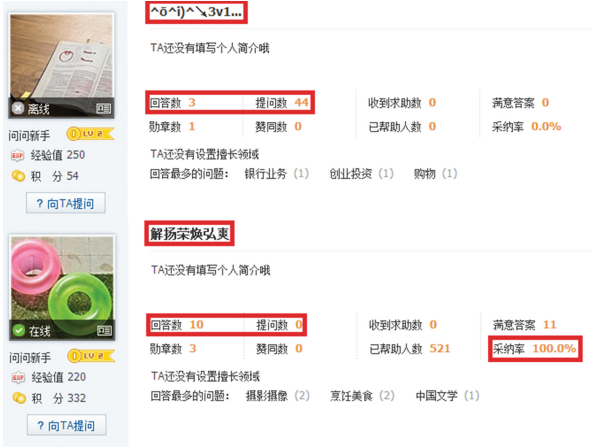 ^ō^ī)^↘3v1...
TA还没有填写个人简介哦
回答数 3 提问数 44 收到求助数 0 满意答案 0
离线
勋章数 1 赞同数 0 已帮助人数 0 采纳率 0.0%
问问新手 LV 2
TA还没有设置擅长领域
EXP 经验值 250
回答最多的问题： 银行业务 (1) 创业投资 (1) 购物 (1)
积 分 54
? 向TA提问
解扬荣焕弘爽
TA还没有填写个人简介哦
回答数 10 提问数 0 收到求助数 0 满意答案 11
在线
勋章数 3 赞同数 0 已帮助人数 521 采纳率 100.0%
问问新手 LV 2
TA还没有设置擅长领域
EXP 经验值 220
回答最多的问题： 摄影摄像 (2) 烹饪美食 (2) 中国文学 (1)
积 分 332
? 向TA提问